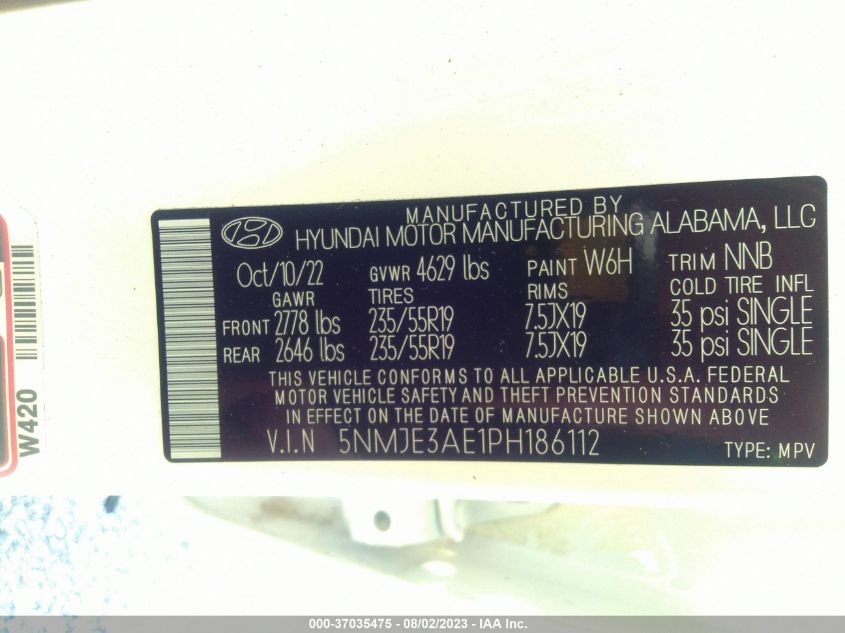 MANUFACTURED BY
HYUNDAI MOTOR MANUFACTURING ALABAMA, LLC
Oct/10/22 GVWR 4629 lbs PAINT W6H TRIM NNB
GAWR TIRES RIMS COLD TIRE INFL
FRONT 2778 lbs 235/55R19 7.5JX19 35 psi SINGLE
REAR 2646 lbs 235/55R19 7.5JX19 35 psi SINGLE
THIS VEHICLE CONFORMS TO ALL APPLICABLE U.S.A. FEDERAL
MOTOR VEHICLE SAFETY AND THEFT PREVENTION STANDARDS
IN EFFECT ON THE DATE OF MANUFACTURE SHOWN ABOVE
V.I.N 5NMJE3AE1PH186112 TYPE: MPV
W420
000-37035475 - 08/02/2023 - IAA Inc.